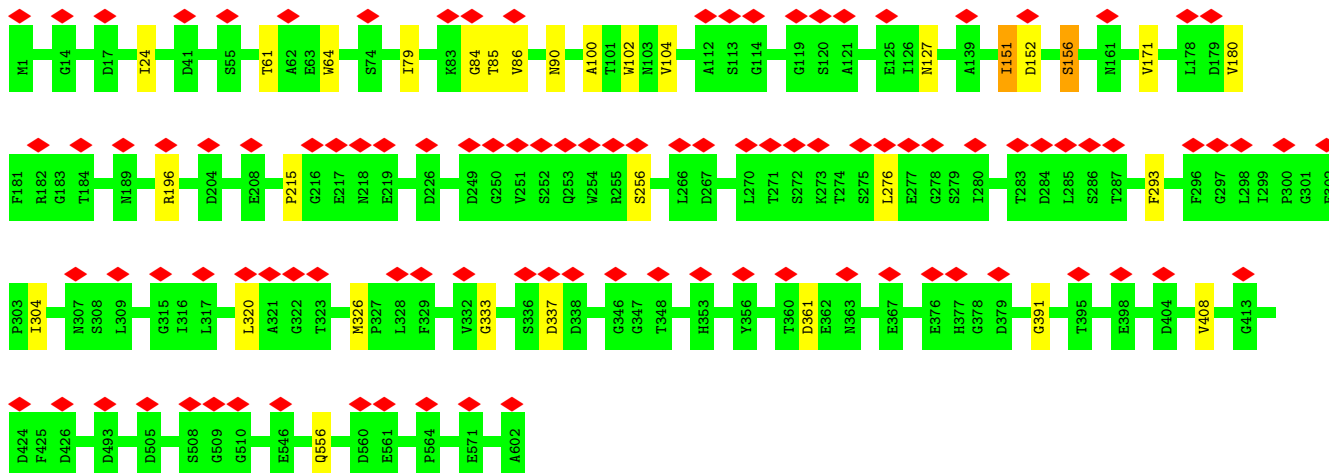 M1 G14 D17 I24 D41 S55 T61 A62 E63 W64 S74 I79 K83 G84 T85 V86 N90 A100 T101 W102 N103 V104 A112 S113 G114 G119 S120 A121 E125 I126 N127 A139 I151 D152 S156 N161 V171 L178 D179 V180
F181 R182 G183 T184 N189 R196 D204 E208 P215 G216 E217 N218 E219 D226 D249 G250 V251 S252 Q253 W254 R255 S256 L266 D267 L270 T271 S272 K273 T274 S275 L276 E277 G278 S279 I280 T283 D284 L285 S286 T287 F293 F296 G297 L298 I299 P300 G301
P303 I304 N307 S308 L309 G315 I316 L317 L320 A321 G322 T323 M326 P327 L328 F329 V332 G333 S336 D337 D338 G346 G347 T348 H353 Y356 T360 D361 E362 N363 E367 E376 H377 G378 D379 G391 T395 E398 D404 V408 G413
D424 F425 D426 D493 D505 S508 G509 G510 E546 Q556 D560 E561 P564 E571 A602